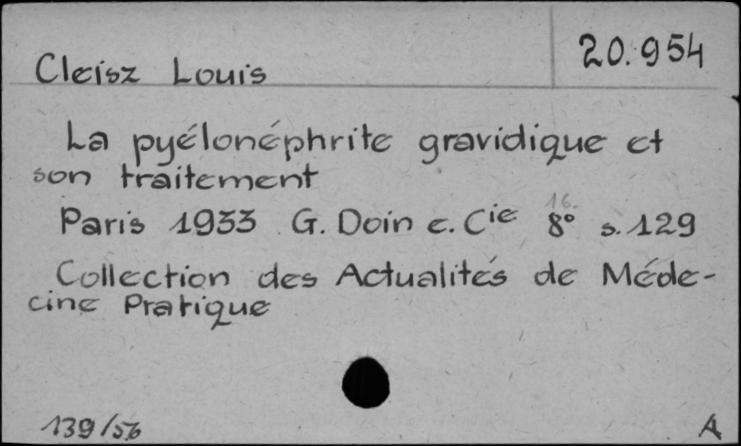 20.954
Cleisz Louis
La pyélonéphrite gravidique et
son traitement
Paris 1933 G. Doin e. Cie 8° s. 129
16.
Collection des Actualités de Méde-
cine Pratique
139/56
A